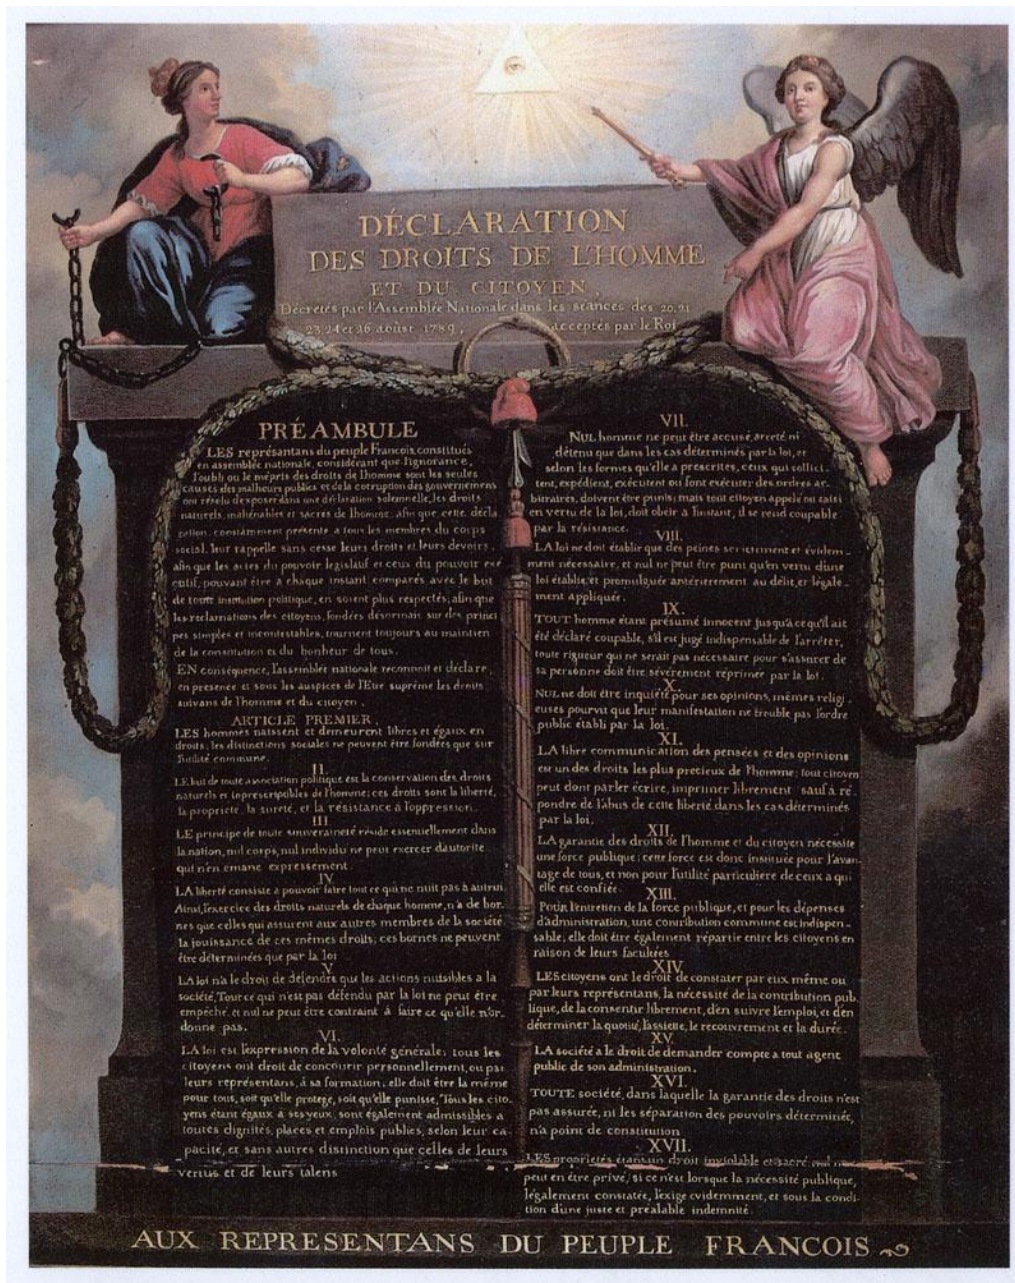 DÉCLARATION
DES DROITS DE L'HOMME
ET DU CITOYEN,
Décretés par l'Assemblée Nationale dans les séances des 20, 21
23, 24 et 26 août 1789, acceptés par le Roi
PRÉAMBULE
LES représantans du peuple Francois, constitués
en assemblée nationale, considérant que l'ignorance,
l'oubli ou le mépris des droits de l'homme sont les seules
causes des malheurs publics et de la corruption des gouvernemens
ont résolu d'exposer dans une déclaration solemnelle, les droits
naturels, inaliénables et sacrés de l'homme; afin que cette décla
ration, constamment présente a tous les membres du corps
social, leur rappelle sans cesse leurs droits et leurs devoirs,
afin que les actes du pouvoir legislatif et ceux du pouvoir exé
cutif, pouvant être a chaque instant comparés avec le but
de toute institution politique, en soient plus respectés; afin que
les reclamations des citoyens, fondées désormais sur des princi
pes simples et incontestables, tournent toujours au maintien
de la constitution et du bonheur de tous.
EN conséquence, l'assemblée nationale reconnoit et déclare,
en presence et sous les auspices de l'Etre suprême les droits
suivans de l'homme et du citoyen.
ARTICLE PREMIER.
LES hommes naissent et demeurent libres et égaux en
droits, les distinctions sociales ne peuvent être fondées que sur
l'utilité commune.
II.
LE but de toute association politique est la conservation des droits
naturels et inprescriptibles de l'homme; ces droits sont la liberté,
la propriété, la sureté, et la résistance à l'oppression.
III
LE principe de toute souveraineté réside essentiellement dans
la nation, nul corps, nul individu ne peut exercer d'autorité
qui n'en emane expressement.
IV
LA liberté consiste a pouvoir faire tout ce qui ne nuit pas à autrui
Ainsi, l'exercice des droits naturels de chaque homme, n'a de bor-
nes que celles qui assurent aux autres membres de la société
la jouissance de ces mêmes droits; ces bornes ne peuvent
être déterminées que par la loi
V
LA loi n'a le droit de défendre que les actions nuisibles a la
société. Tout ce qui n'est pas défendu par la loi ne peut être
empêché, et nul ne peut être contraint à faire ce qu'elle n'or-
donne pas.
VI.
LA loi est l'expression de la volonté générale; tous les
citoyens ont droit de concourir personnellement, ou par
leurs représentans, à sa formation; elle doit être la même
pour tous, soit qu'elle protege, soit qu'elle punisse, Tous les cito-
yens étant égaux à ses yeux, sont également admissibles a
toutes dignités, places et emplois publics, selon leur ca-
pacité, et sans autres distinction que celles de leurs
vertus et de leurs talens
VII.
NUL homme ne peut être accusé, arreté, ni
détenu que dans les cas déterminés par la loi, et
selon les formes qu'elle a prescrites, ceux qui sollici-
tent, expédient, exécutent ou font exécuter des ordres ar-
bitraires, doivent être punis; mais tout citoyen appelé ou saisi
en vertu de la loi, doit obéir a l'instant, il se rend coupable
par la résistance.
VIII.
LA loi ne doit établir que des peines strictement et évidem-
ment nécessaire, et nul ne peut être puni qu'en vertu d'une
loi établie et promulguée antérieurement au délit, et légale-
ment appliquée.
IX.
TOUT homme étant présumé innocent jusqu'a ce qu'il ait
été déclaré coupable, s'il est jugé indispensable de l'arrêter,
toute rigueur qui ne serait pas nécessaire pour s'assurer de
sa personne doit être sévèrement réprimée par la loi.
X.
NUL ne doit être inquiété pour ses opinions, mêmes religi
euses pourvu que leur manifestation ne trouble pas l'ordre
public établi par la loi.
XI.
LA libre communication des pensées et des opinions
est un des droits les plus precieux de l'homme; tout citoyen
peut dont parler écrire, imprimer librement sauf à ré-
pondre de l'abus de cette liberté dans les cas déterminés
par la loi.
XII.
LA garantie des droits de l'homme et du citoyen nécessite
une force publique; cette force est donc instituée pour l'avan-
tage de tous, et non pour l'utilité particulière de ceux a qui
elle est confiée.
XIII.
POUR l'entretien de la force publique, et pour les dépenses
d'administration, une contribution commune est indispen-
sable; elle doit être également répartie entre les citoyens en
raison de leurs facultées
XIV.
LES citoyens ont le droit de constater par eux même ou
par leurs représentans, la nécessité de la contribution pub-
lique, de la consentir librement, d'en suivre l'emploi, et d'en
déterminer la quotité, l'assiette, le recouvrement et la durée.
XV.
LA société a le droit de demander compte a tout agent
public de son administration.
XVI.
TOUTE société, dans laquelle la garantie des droits n'est
pas assurée, ni les séparation des pouvoirs déterminée,
n'a point de constitution
XVII.
LES proprietés étant un droit inviolable et sacré, nul ne
peut en être privé, si ce n'est lorsque la nécessité publique,
légalement constatée, l'exige evidemment, et sous la condi-
tion d'une juste et préalable indemnité.
AUX REPRESENTANS DU PEUPLE FRANCOIS